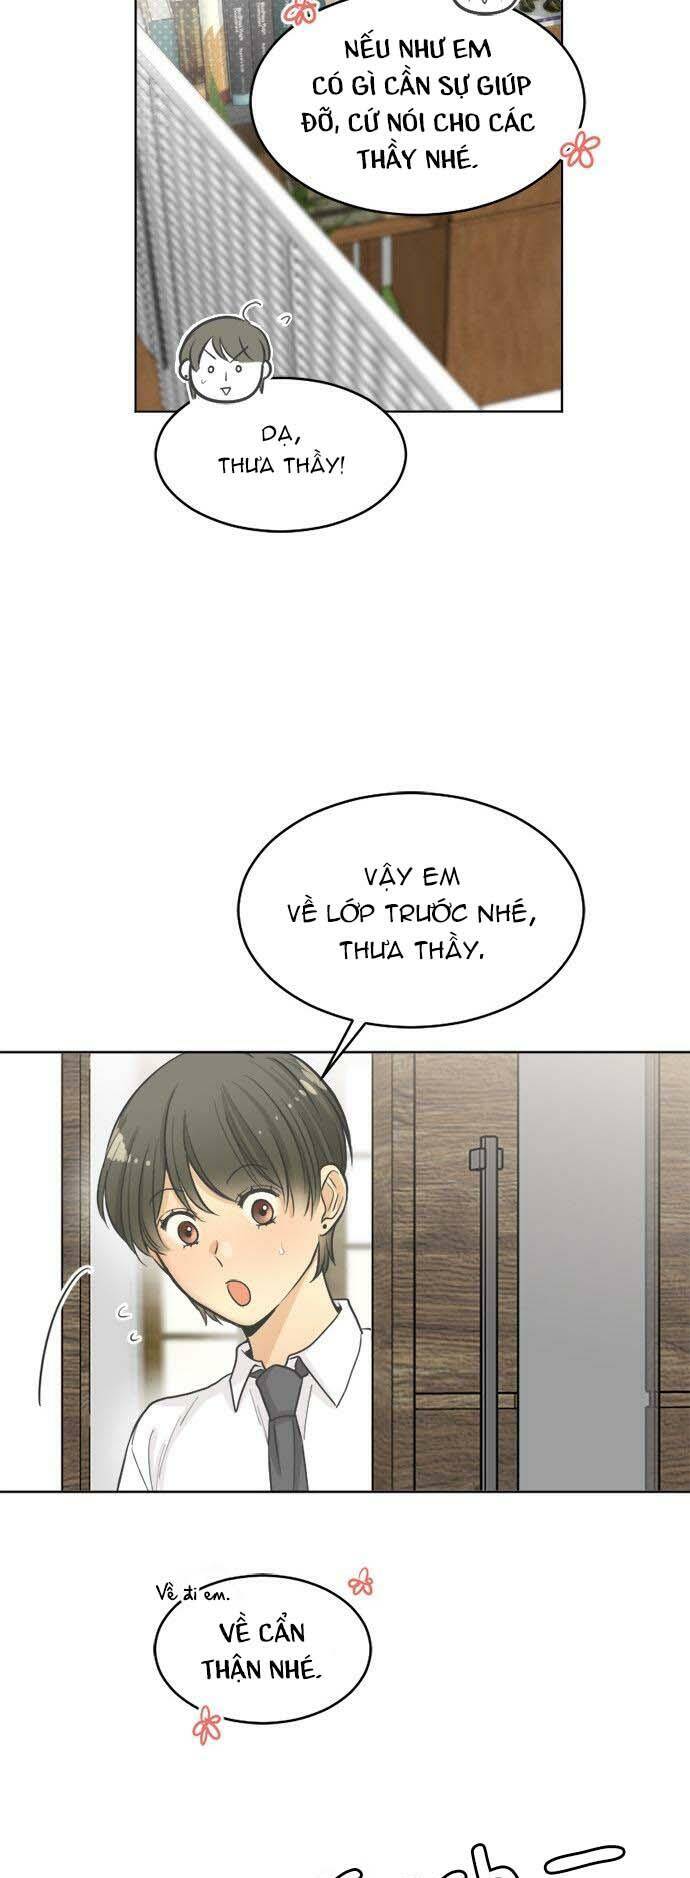 NẾU NHƯ EM
CÓ GÌ CẦN SỰ GIÚP
ĐỠ, CỨ NÓI CHO CÁC
THẦY NHÉ.
DẠ,
THƯA THẦY!
VẬY EM
VỀ LỚP TRƯỚC NHÉ,
THƯA THẦY.
Về đi em.
VỀ CẨN
THẬN NHÉ.